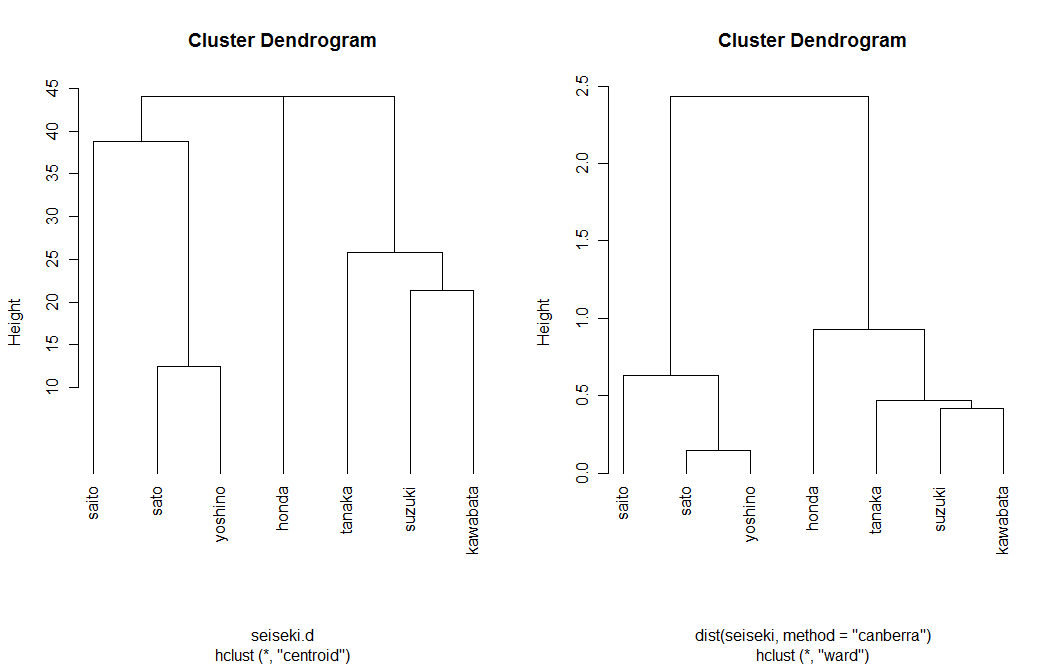 Cluster Dendrogram
Height
45
40
35
30
25
20
15
10
saito
sato
yoshino
honda
tanaka
suzuki
kawabata
seiseki.d
hclust (*, "centroid")
Cluster Dendrogram
Height
2.5
2.0
1.5
1.0
0.5
0.0
saito
sato
yoshino
honda
tanaka
suzuki
kawabata
dist(seiseki, method = "canberra")
hclust (*, "ward")